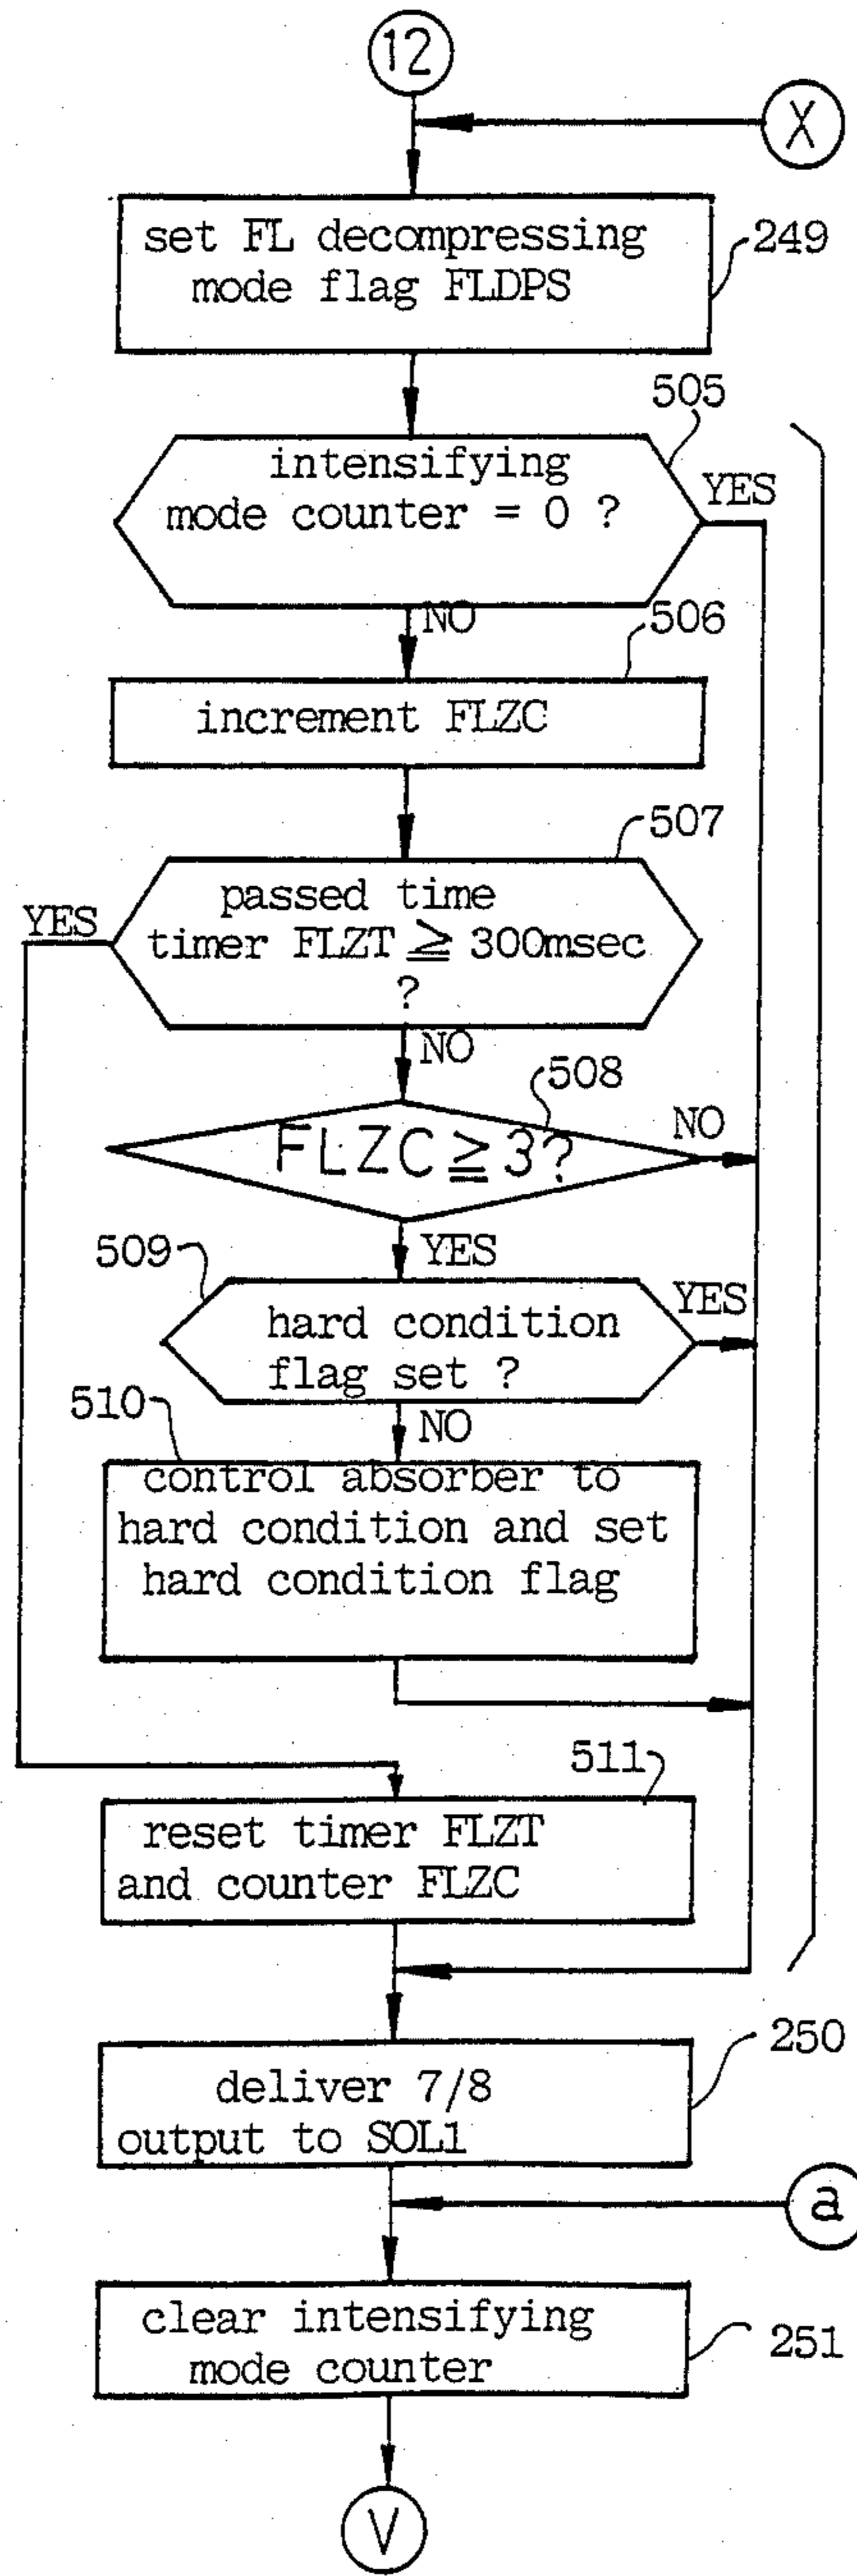 12
X
set FL decompressing
mode flag FLDPS
249
505
intensifying
mode counter = 0 ?
YES
NO
506
increment FLZC
507
passed time
timer FLZT ≧ 300msec
?
YES
NO
508
FLZC ≧ 3?
NO
YES
509
hard condition
flag set ?
YES
NO
510
control absorber to
hard condition and set
hard condition flag
511
reset timer FLZT
and counter FLZC
250
deliver 7/8
output to SOL1
a
clear intensifying
mode counter
251
V